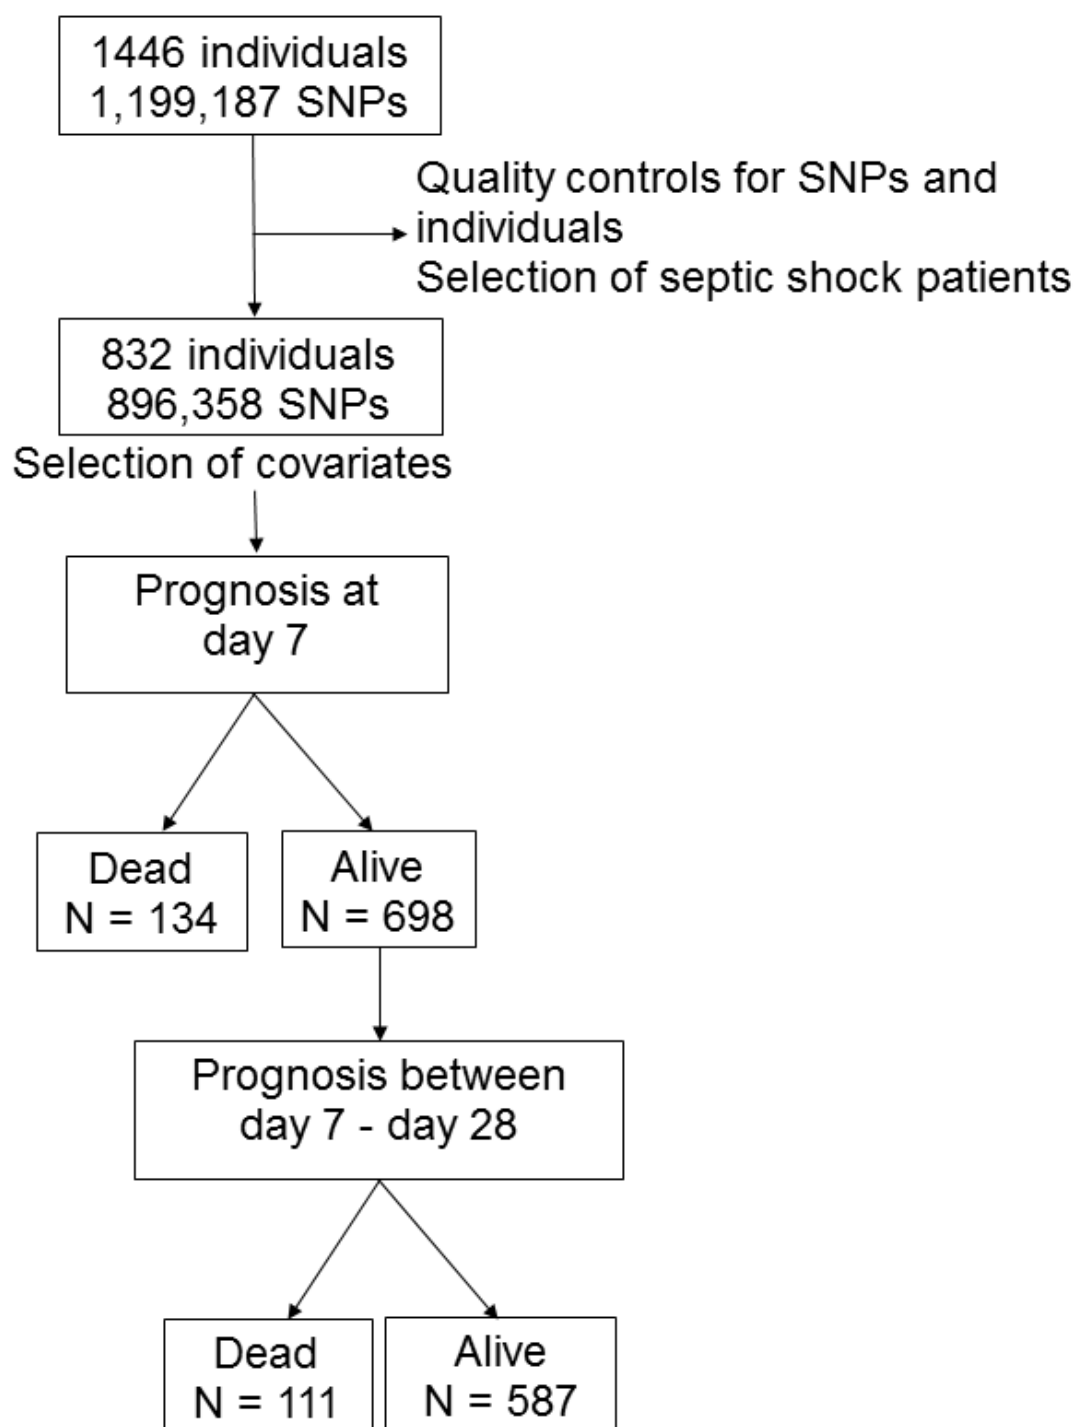 1446 individuals
1,199,187 SNPs
Quality controls for SNPs and
individuals
Selection of septic shock patients
832 individuals
896,358 SNPs
Selection of covariates
Prognosis at
day 7
Dead
N = 134
Alive
N = 698
Prognosis between
day 7 - day 28
Dead
N = 111
Alive
N = 587